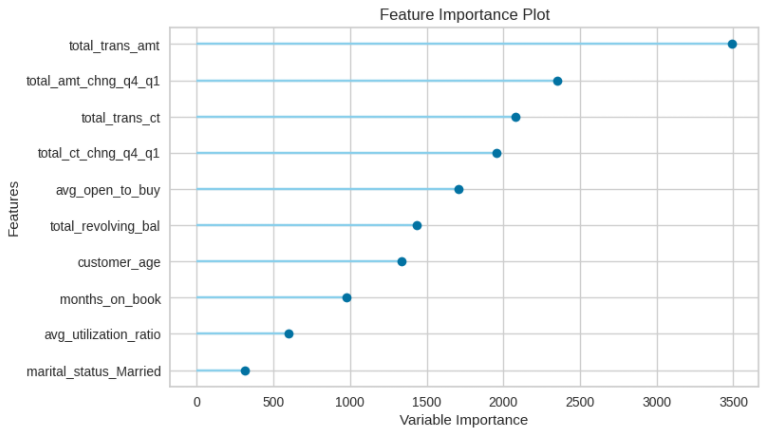 Feature Importance Plot
Features
total_trans_amt
total_amt_chng_q4_q1
total_trans_ct
total_ct_chng_q4_q1
avg_open_to_buy
total_revolving_bal
customer_age
months_on_book
avg_utilization_ratio
marital_status_Married
0 500 1000 1500 2000 2500 3000 3500
Variable Importance